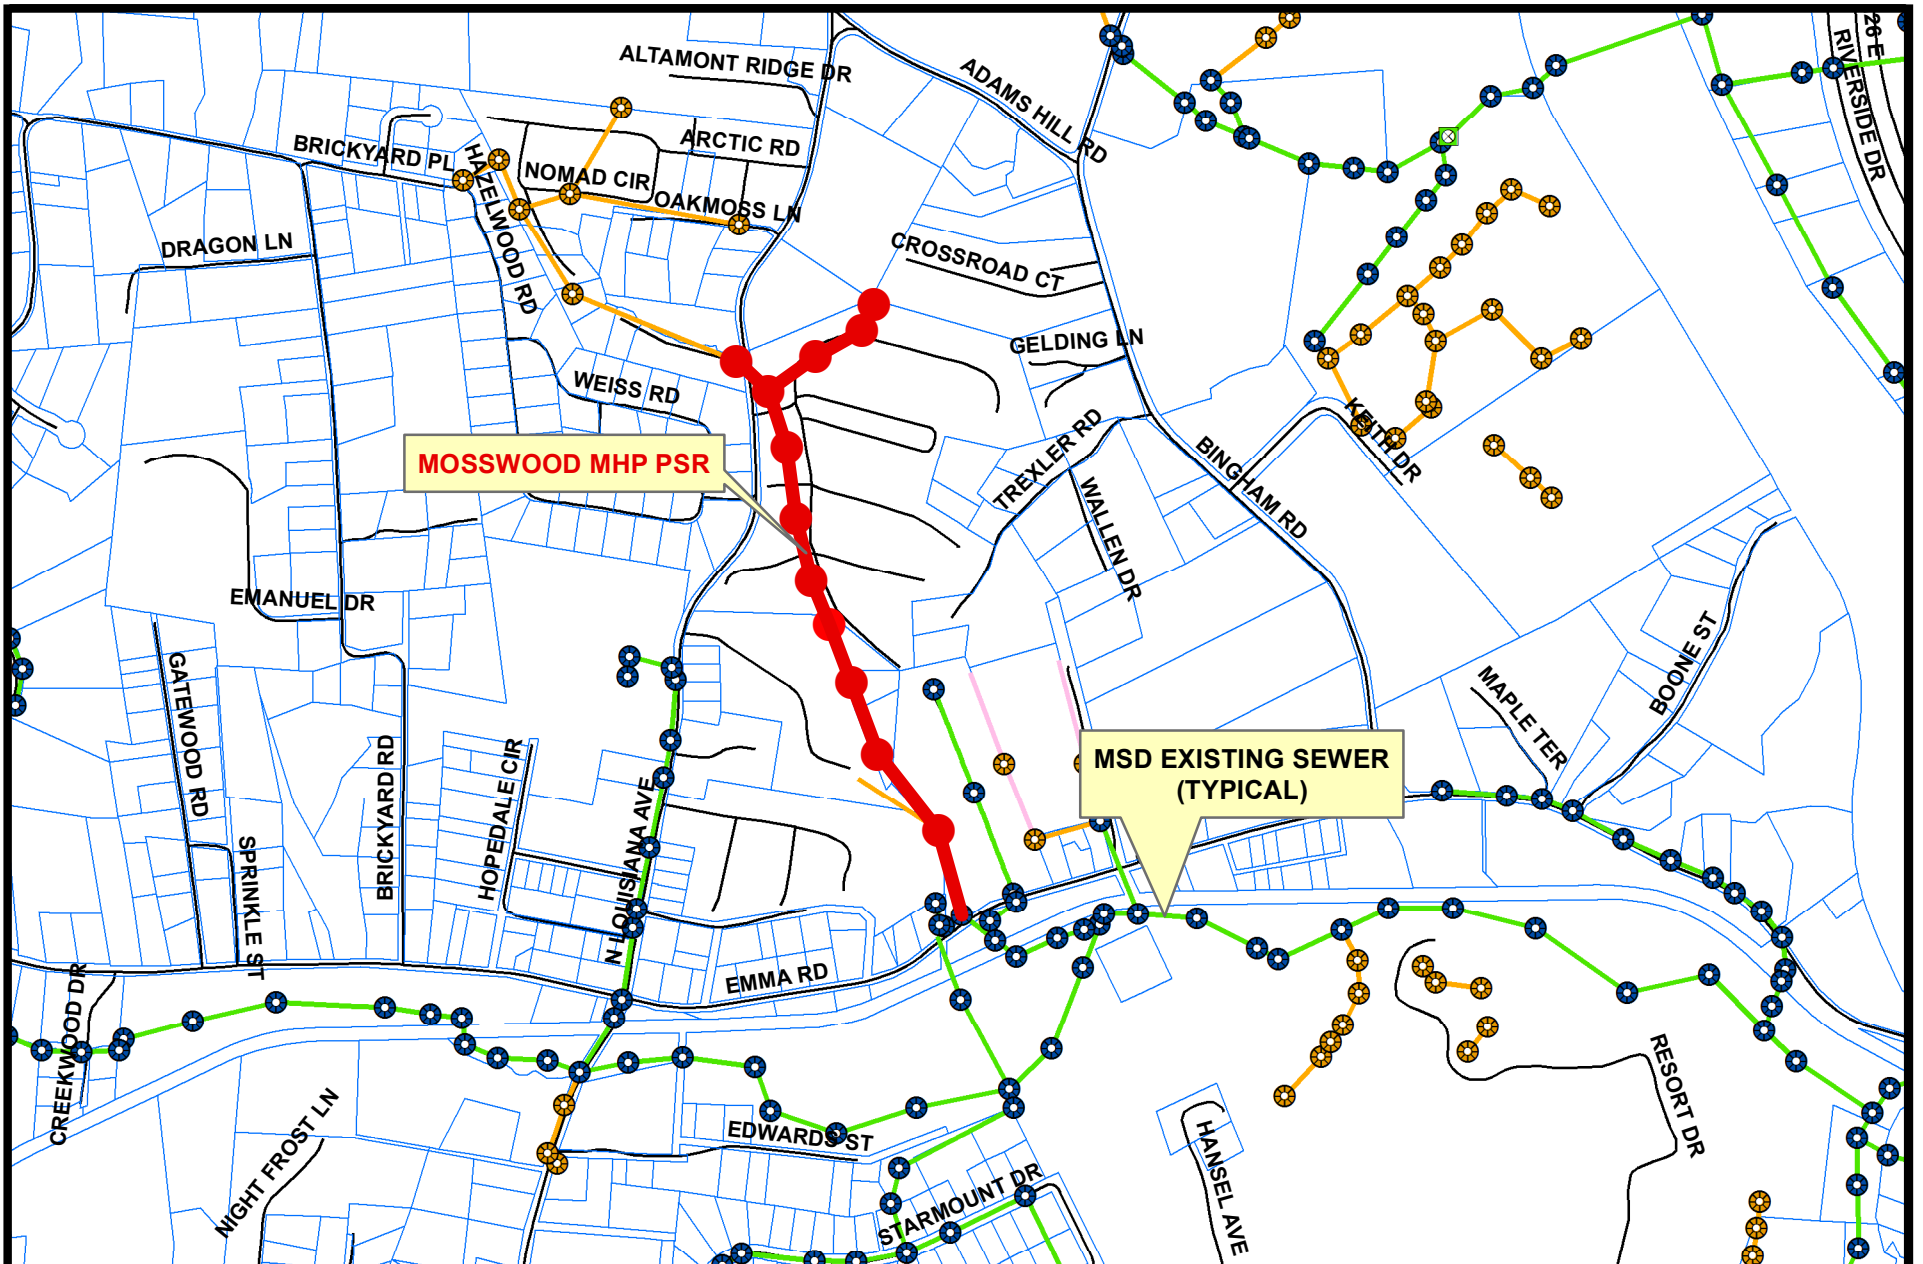 26 E
RIVERSIDE DR
ALTAMONT RIDGE DR
ADAMS HILL RD
ARCTIC RD
BRICKYARD PL
HAZELWOOD RD
NOMAD CIR
OAKMOSS LN
DRAGON LN
CROSSROAD CT
GELDING LN
WEISS RD
KEITH DR
TREXLER RD
BINGHAM RD
MOSSWOOD MHP PSR
WALLEN DR
EMANUEL DR
BOONE ST
GATEWOOD RD
MAPLE TER
BRICKYARD RD
HOPEDALE CIR
MSD EXISTING SEWER
(TYPICAL)
N LOUISIANA AVE
SPRINKLE ST
EMMA RD
CREEKWOOD DR
RESORT DR
NIGHT FROST LN
EDWARDS ST
HANSEL AVE
STARMOUNT DR